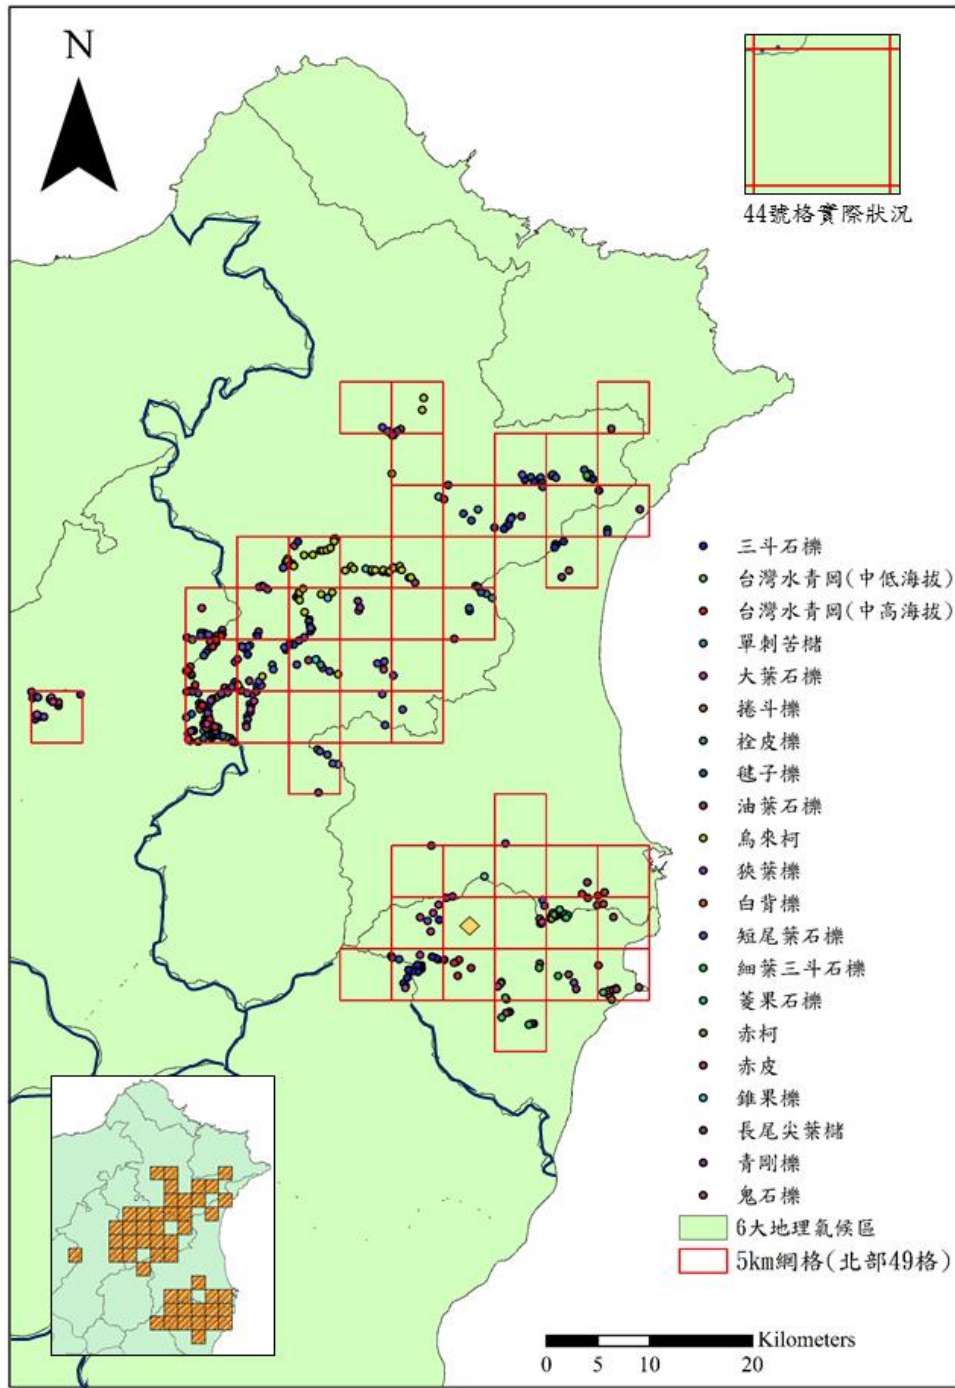 N
44號格實際狀況
三斗石櫟
台灣水青岡(中低海拔)
台灣水青岡(中高海拔)
單刺苦櫧
大葉石櫟
捲斗櫟
栓皮櫟
毽子櫟
油葉石櫟
烏來柯
狹葉櫟
白背櫟
短尾葉石櫟
細葉三斗石櫟
菱果石櫟
赤柯
赤皮
錐果櫟
長尾尖葉櫧
青剛櫟
鬼石櫟
6大地理氣候區
5km網格(北部49格)
Kilometers
0 5 10 20